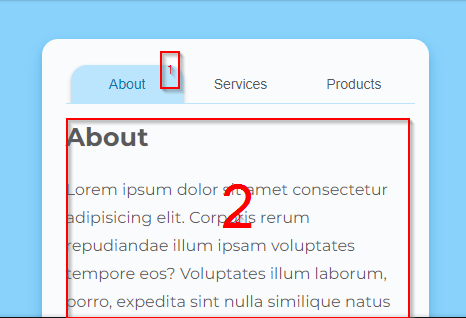 About 1 Services Products
About
Lorem ipsum dolor sit amet consectetur
adipisicing elit. Corporis rerum
2
repudiandae illum ipsam voluptates
tempore eos? Voluptates illum laborum,
porro, expedita sint nulla similique natus